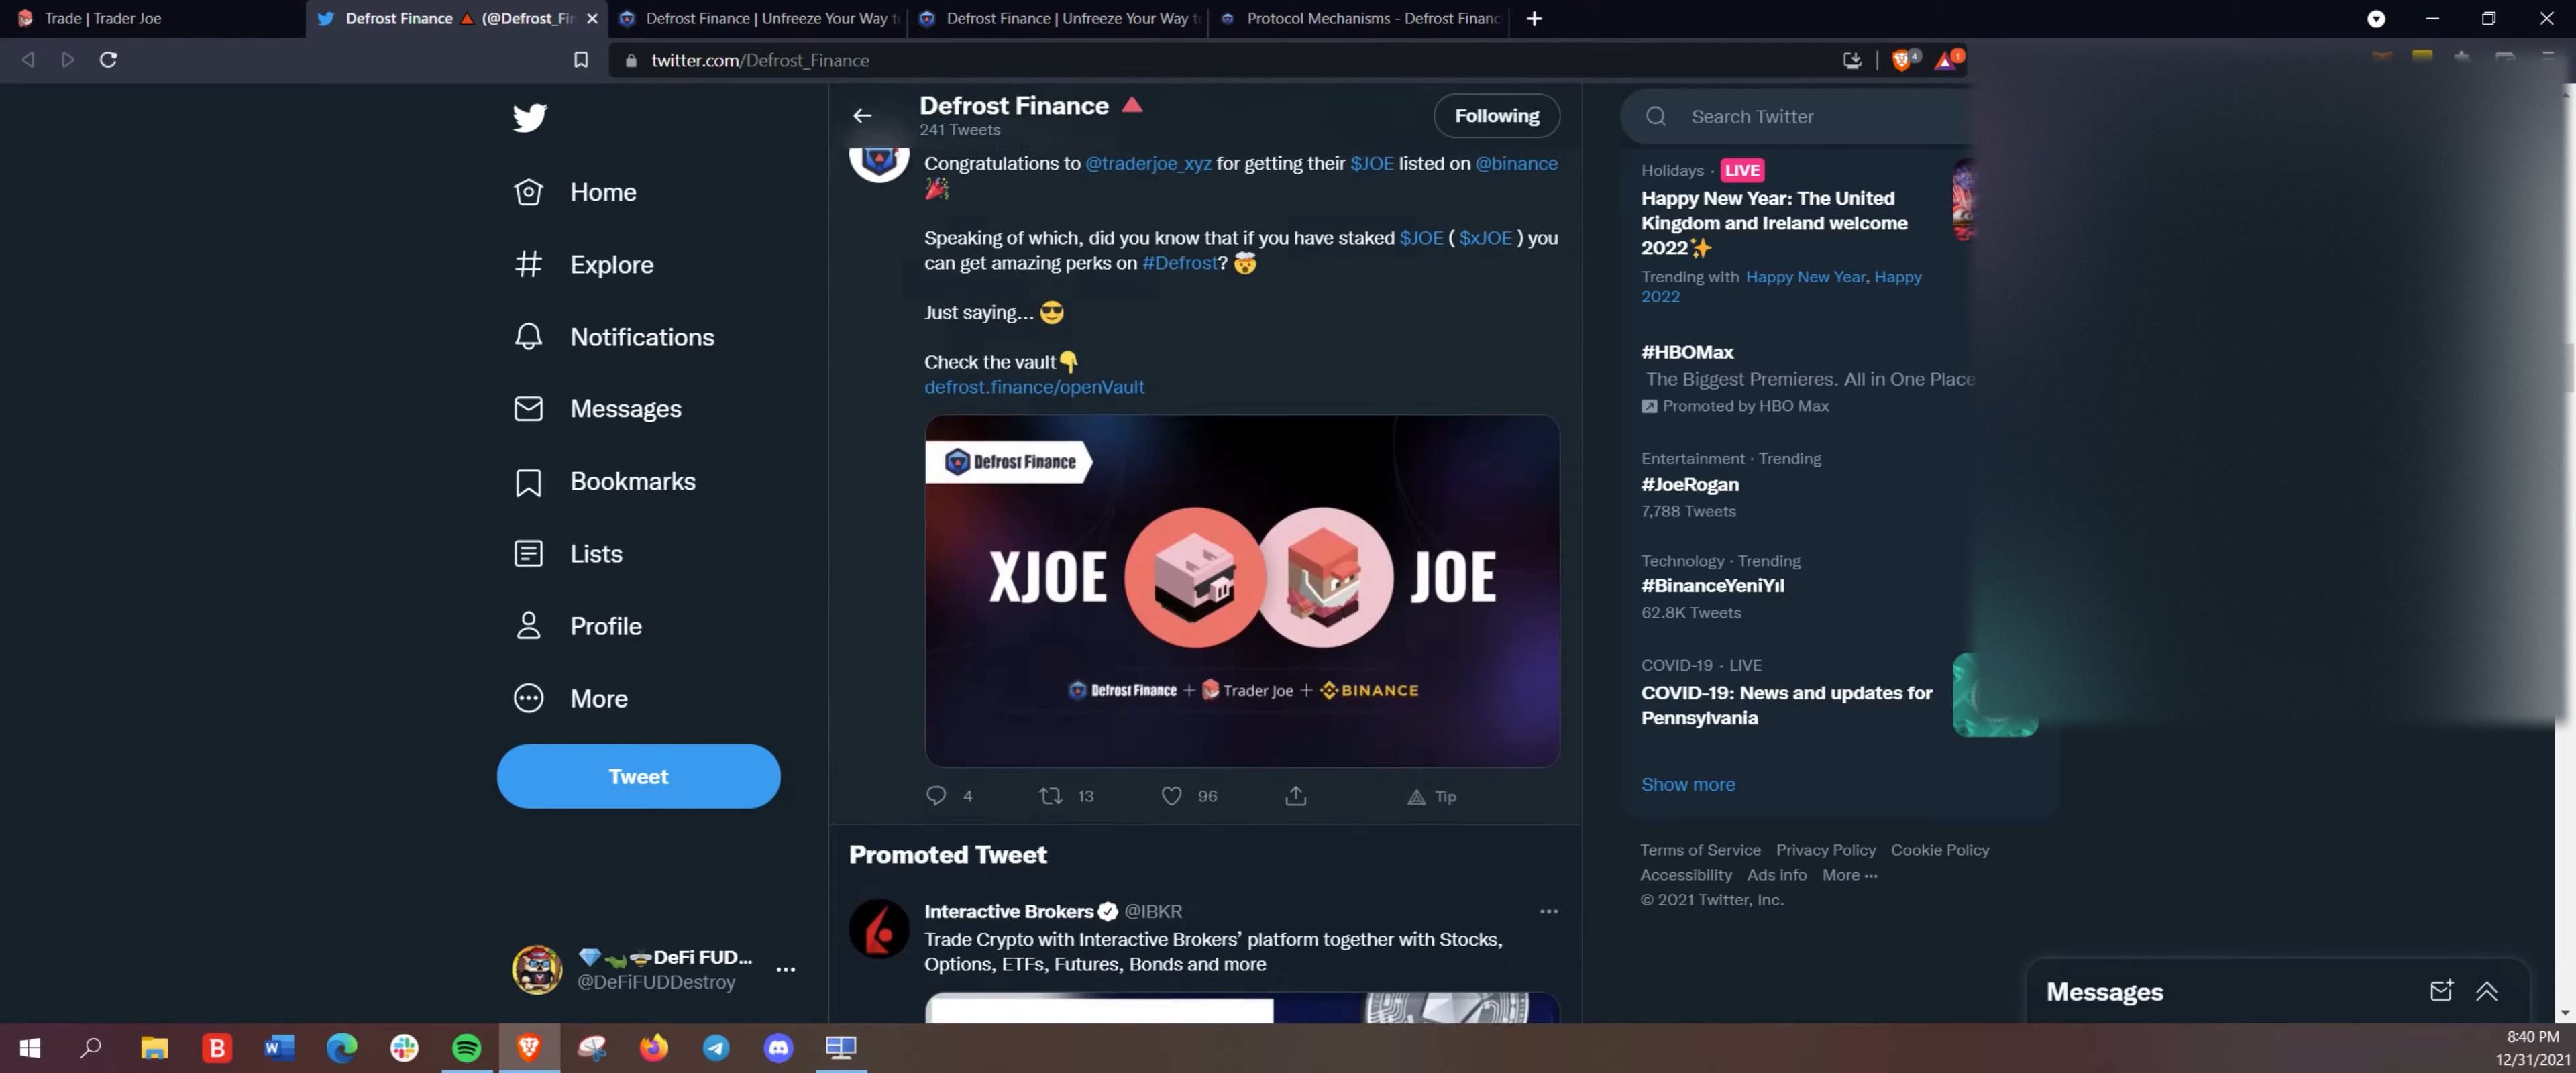 Trade | Trader Joe
Defrost Finance 🔺 (@Defrost_Fin
Defrost Finance | Unfreeze Your Way to
Defrost Finance | Unfreeze Your Way to
Protocol Mechanisms - Defrost Financ
twitter.com/Defrost_Finance
4
1
Home
Explore
Notifications
Messages
Bookmarks
Lists
Profile
More
Tweet
DeFi FUD...
@DeFiFUDDestroy
Defrost Finance 🔺
241 Tweets
Following
Congratulations to @traderjoe_xyz for getting their $JOE listed on @binance
🎉
Speaking of which, did you know that if you have staked $JOE ( $xJOE ) you
can get amazing perks on #Defrost? 🤯
Just saying... 😎
Check the vault👇
defrost.finance/openVault
Defrost Finance
XJOE JOE
Defrost Finance + Trader Joe + BINANCE
4 13 96 Tip
Promoted Tweet
Interactive Brokers @IBKR
Trade Crypto with Interactive Brokers’ platform together with Stocks,
Options, ETFs, Futures, Bonds and more
Search Twitter
Holidays · LIVE
Happy New Year: The United
Kingdom and Ireland welcome
2022✨
Trending with Happy New Year, Happy
2022
#HBOMax
The Biggest Premieres. All in One Place
Promoted by HBO Max
Entertainment · Trending
#JoeRogan
7,788 Tweets
Technology · Trending
#BinanceYeniYıl
62.8K Tweets
COVID-19 · LIVE
COVID-19: News and updates for
Pennsylvania
Show more
Terms of Service Privacy Policy Cookie Policy
Accessibility Ads info More ···
© 2021 Twitter, Inc.
Messages
8:40 PM
12/31/2021